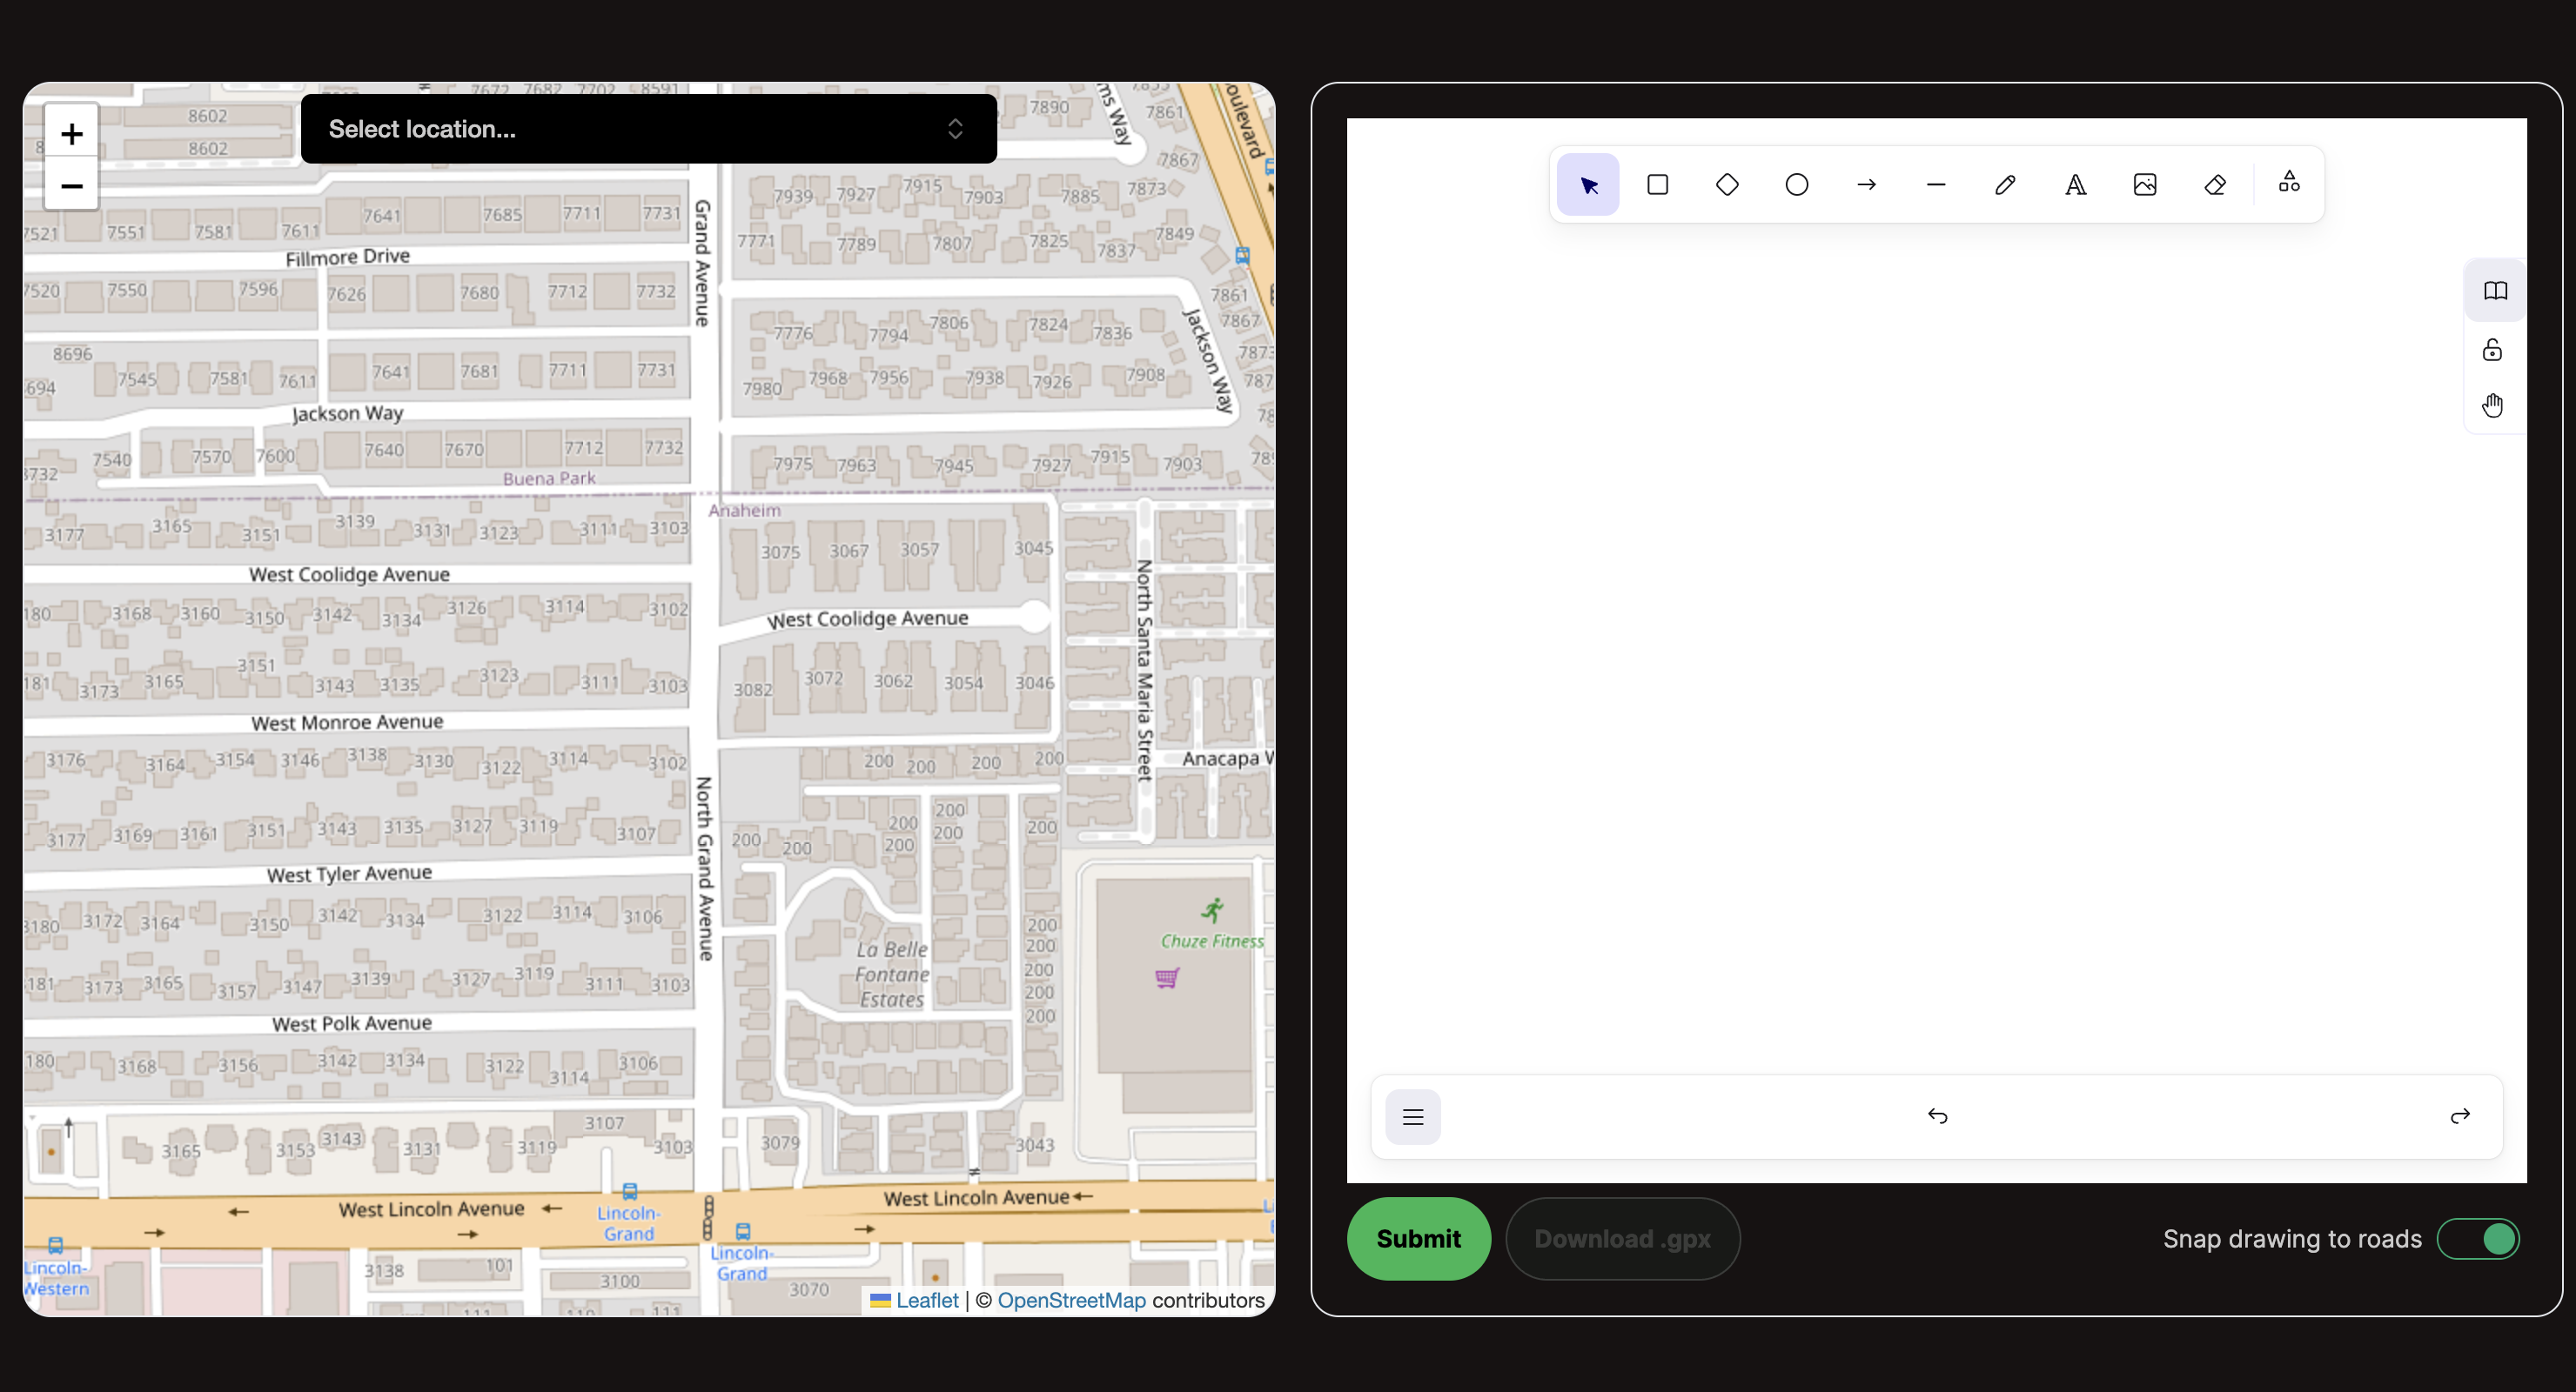 Select location...
+
−
8602
8602
7672 7682 7702 8591
7890
7861
7867
7521 7551 7581 7611 7641 7685 7711 7731
7939 7927 7915 7903 7885 7873
7771 7789 7807 7825 7837 7849
Fillmore Drive
Grand Avenue
7520 7550 7596 7626 7680 7712 7732
7861
7867
7776 7794 7806 7824 7836
Jackson Way
8696
7545 7581 7611 7641 7681 7711 7731
7980 7968 7956 7938 7926 7908
Jackson Way
7540 7570 7600 7640 7670 7712 7732
7975 7963 7945 7927 7915 7903
Buena Park
Anaheim
3177 3165 3151 3139 3131 3123 3111 3103
3075 3067 3057 3045
West Coolidge Avenue
3168 3160 3150 3142 3134 3126 3114 3102
West Coolidge Avenue
North Santa Maria Street
3151
3173 3165 3143 3135 3123 3111 3103
3082 3072 3062 3054 3046
West Monroe Avenue
3176 3164 3154 3146 3138 3130 3122 3114 3102
200 200 200 200
Anacapa W
North Grand Avenue
3177 3169 3161 3151 3143 3135 3127 3119 3107
200 200 200 200 200 200 200
West Tyler Avenue
3180 3172 3164 3150 3142 3134 3122 3114 3106
200
200
200
200
200
Chuze Fitness
La Belle
Fontane
Estates
3173 3165 3157 3147 3139 3127 3119 3111 3103
West Polk Avenue
3168 3156 3142 3134 3122 3114 3106
3107
3165 3153 3143 3131 3119 3103
3079
3043
West Lincoln Avenue
West Lincoln Avenue
Lincoln-
Grand
Lincoln-
Grand
Lincoln-
Western
3138 101 3100 3070
111 110 111
Leaflet | © OpenStreetMap contributors
Submit
Download .gpx
Snap drawing to roads